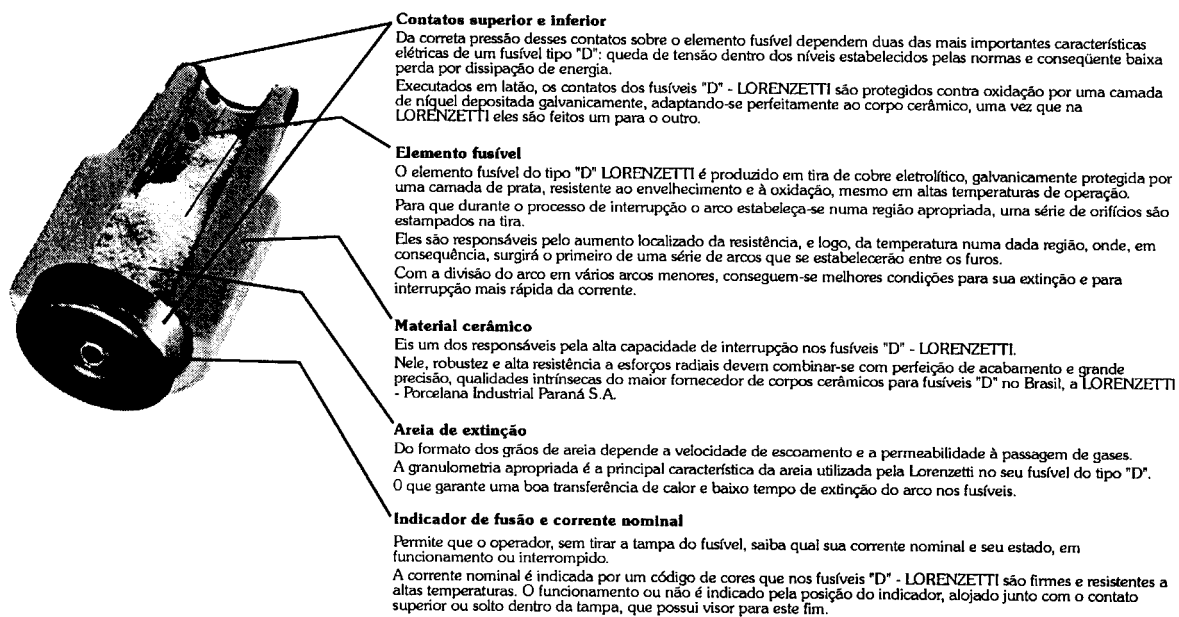 Contatos superior e inferior
Da correta pressão desses contatos sobre o elemento fusível dependem duas das mais importantes características
elétricas de um fusível tipo "D": queda de tensão dentro dos níveis estabelecidos pelas normas e conseqüente baixa
perda por dissipação de energia.
Executados em latão, os contatos dos fusíveis "D" - LORENZETTI são protegidos contra oxidação por uma camada
de níquel depositada galvanicamente, adaptando-se perfeitamente ao corpo cerâmico, uma vez que na
LORENZETTI eles são feitos um para o outro.
Elemento fusível
O elemento fusível do tipo "D" LORENZETTI é produzido em tira de cobre eletrolítico, galvanicamente protegida por
uma camada de prata, resistente ao envelhecimento e à oxidação, mesmo em altas temperaturas de operação.
Para que durante o processo de interrupção o arco estabeleça-se numa região apropriada, uma série de orifícios são
estampados na tira.
Eles são responsáveis pelo aumento localizado da resistência, e logo, da temperatura numa dada região, onde, em
consequência, surgirá o primeiro de uma série de arcos que se estabelecerão entre os furos.
Com a divisão do arco em vários arcos menores, conseguem-se melhores condições para sua extinção e para
interrupção mais rápida da corrente.
Material cerâmico
Eis um dos responsáveis pela alta capacidade de interrupção nos fusíveis "D" - LORENZETTI.
Nele, robustez e alta resistência a esforços radiais devem combinar-se com perfeição de acabamento e grande
precisão, qualidades intrínsecas do maior fornecedor de corpos cerâmicos para fusíveis "D" no Brasil, a LORENZETTI
- Porcelana Industrial Paraná S.A.
Areia de extinção
Do formato dos grãos de areia depende a velocidade de escoamento e a permeabilidade à passagem de gases.
A granulometria apropriada é a principal característica da areia utilizada pela Lorenzetti no seu fusível do tipo "D".
O que garante uma boa transferência de calor e baixo tempo de extinção do arco nos fusíveis.
Indicador de fusão e corrente nominal
Permite que o operador, sem tirar a tampa do fusível, saiba qual sua corrente nominal e seu estado, em
funcionamento ou interrompido.
A corrente nominal é indicada por um código de cores que nos fusíveis "D" - LORENZETTI são firmes e resistentes a
altas temperaturas. O funcionamento ou não é indicado pela posição do indicador, alojado junto com o contato
superior ou solto dentro da tampa, que possui visor para este fim.